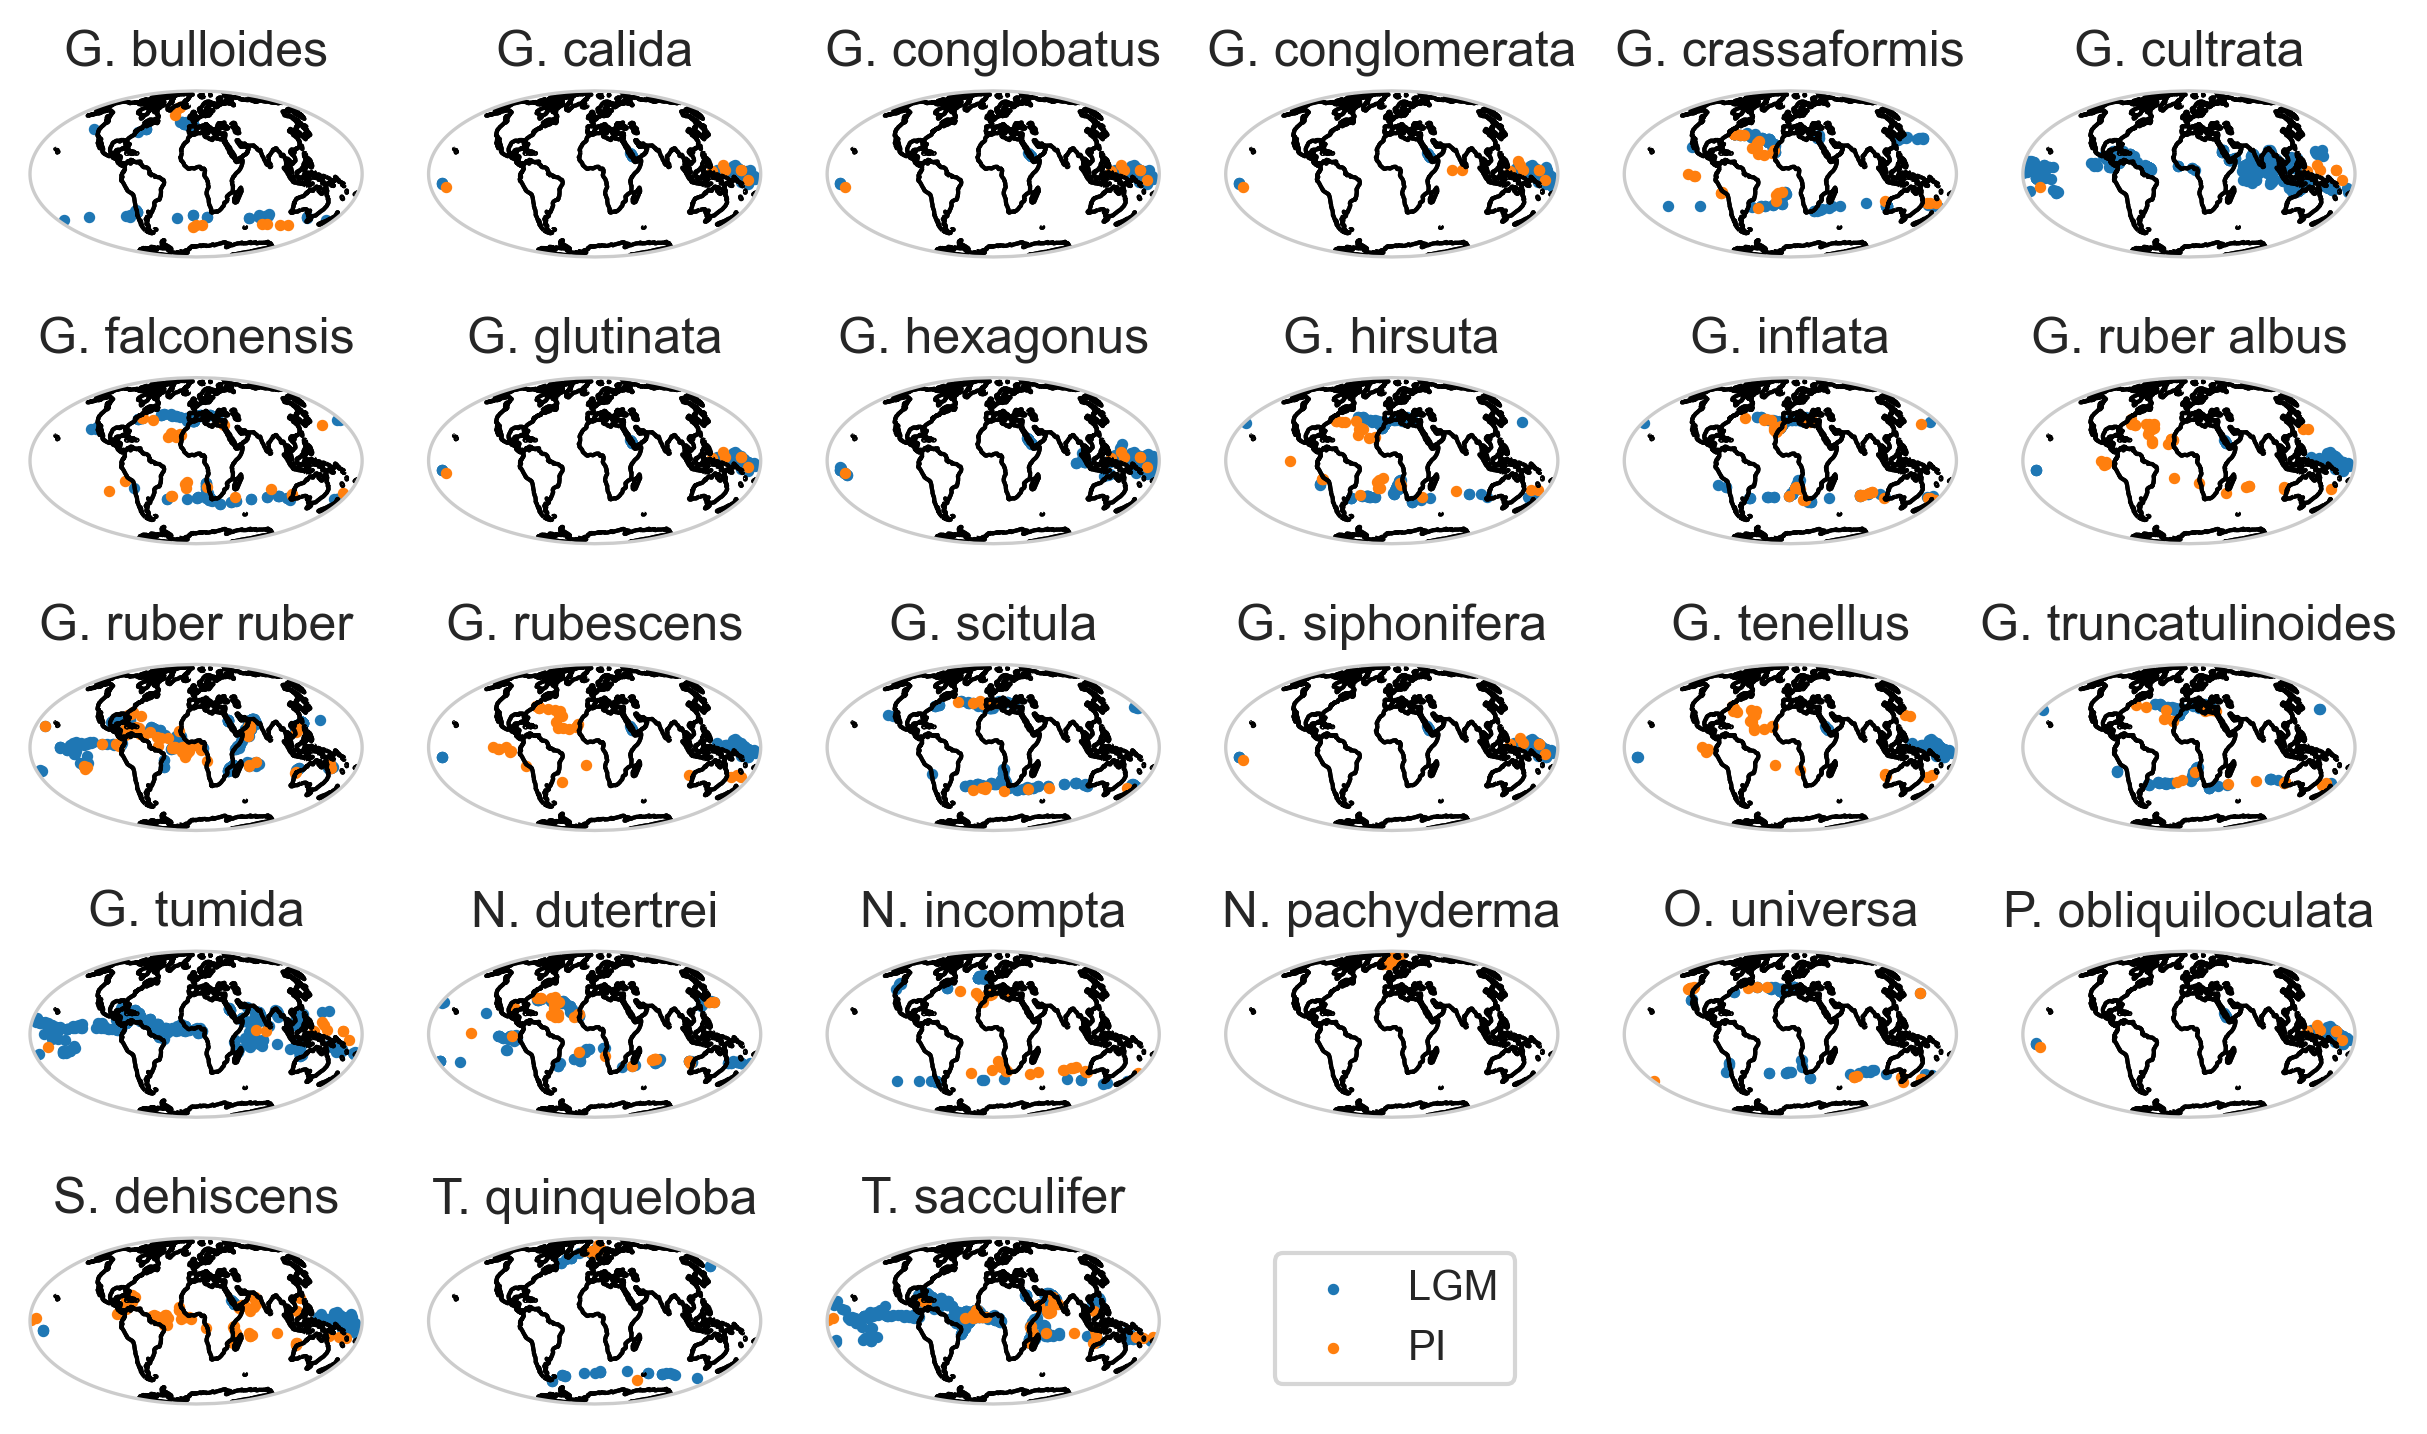 G. bulloides
G. calida
G. conglobatus
G. conglomerata
G. crassaformis
G. cultrata
G. falconensis
G. glutinata
G. hexagonus
G. hirsuta
G. inflata
G. ruber albus
G. ruber ruber
G. rubescens
G. scitula
G. siphonifera
G. tenellus
G. truncatulinoides
G. tumida
N. dutertrei
N. incompta
N. pachyderma
O. universa
P. obliquiloculata
S. dehiscens
T. quinqueloba
T. sacculifer
LGM
PI